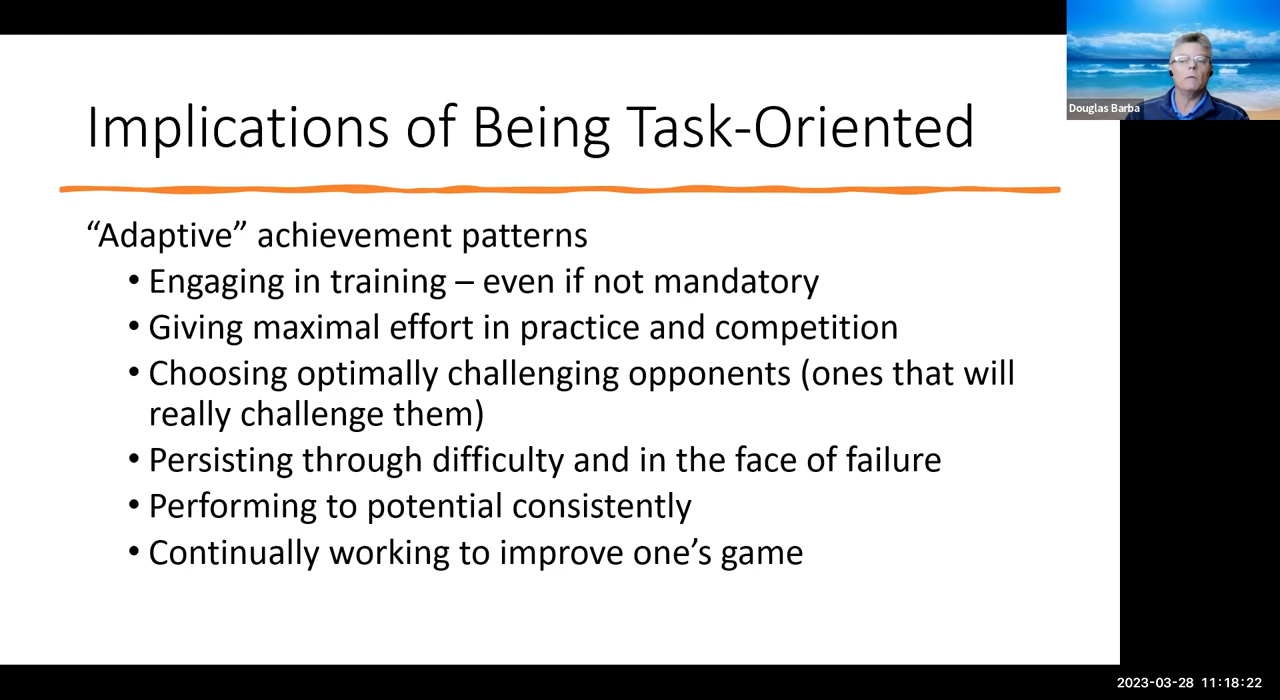 Implications of Being Task-Oriented
Douglas Barba
“Adaptive” achievement patterns
• Engaging in training – even if not mandatory
• Giving maximal effort in practice and competition
• Choosing optimally challenging opponents (ones that will
really challenge them)
• Persisting through difficulty and in the face of failure
• Performing to potential consistently
• Continually working to improve one’s game
2023-03-28 11:18:22